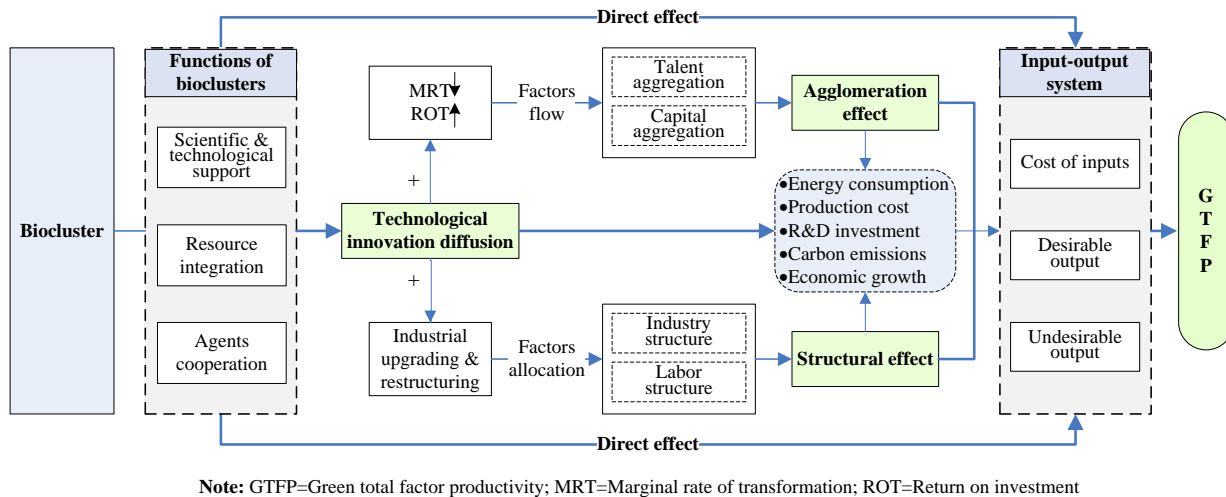 Direct effect
Biocluster
Functions of
bioclusters
Scientific &
technological
support
Resource
integration
Agents
cooperation
MRT
ROT
+
Technological
innovation diffusion
+
Industrial
upgrading &
restructuring
Factors
flow
Factors
allocation
Talent
aggregation
Capital
aggregation
Industry
structure
Labor
structure
Agglomeration
effect
●Energy consumption
●Production cost
●R&D investment
●Carbon emissions
●Economic growth
Structural effect
Input-output
system
Cost of inputs
Desirable
output
Undesirable
output
G
T
F
P
Direct effect
Note: GTFP=Green total factor productivity; MRT=Marginal rate of transformation; ROT=Return on investment